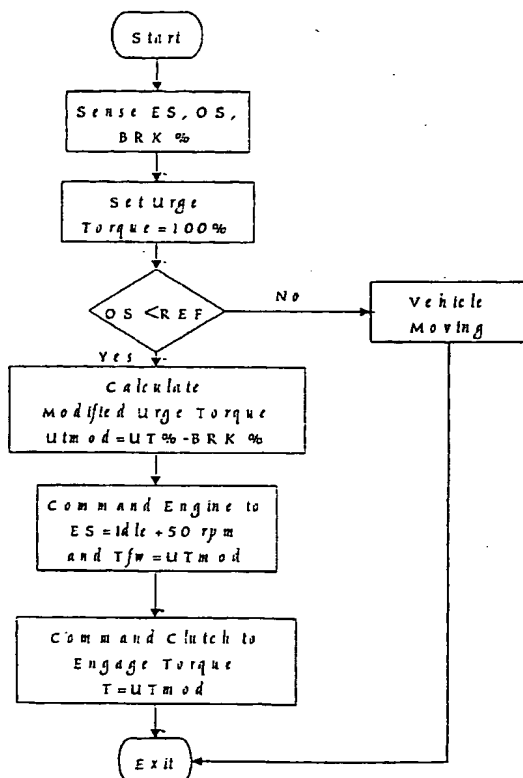 Start
Sense ES, OS,
BRK %
Set Urge
Torque=100%
OS <REF
No
Vehicle
Moving
Yes
Calculate
Modified Urge Torque
Utmod=UT%-BRK %
Command Engine to
ES=Idle+50 rpm
and Tfw=UTmod
Command Clutch to
Engage Torque
T=UTmod
Exit